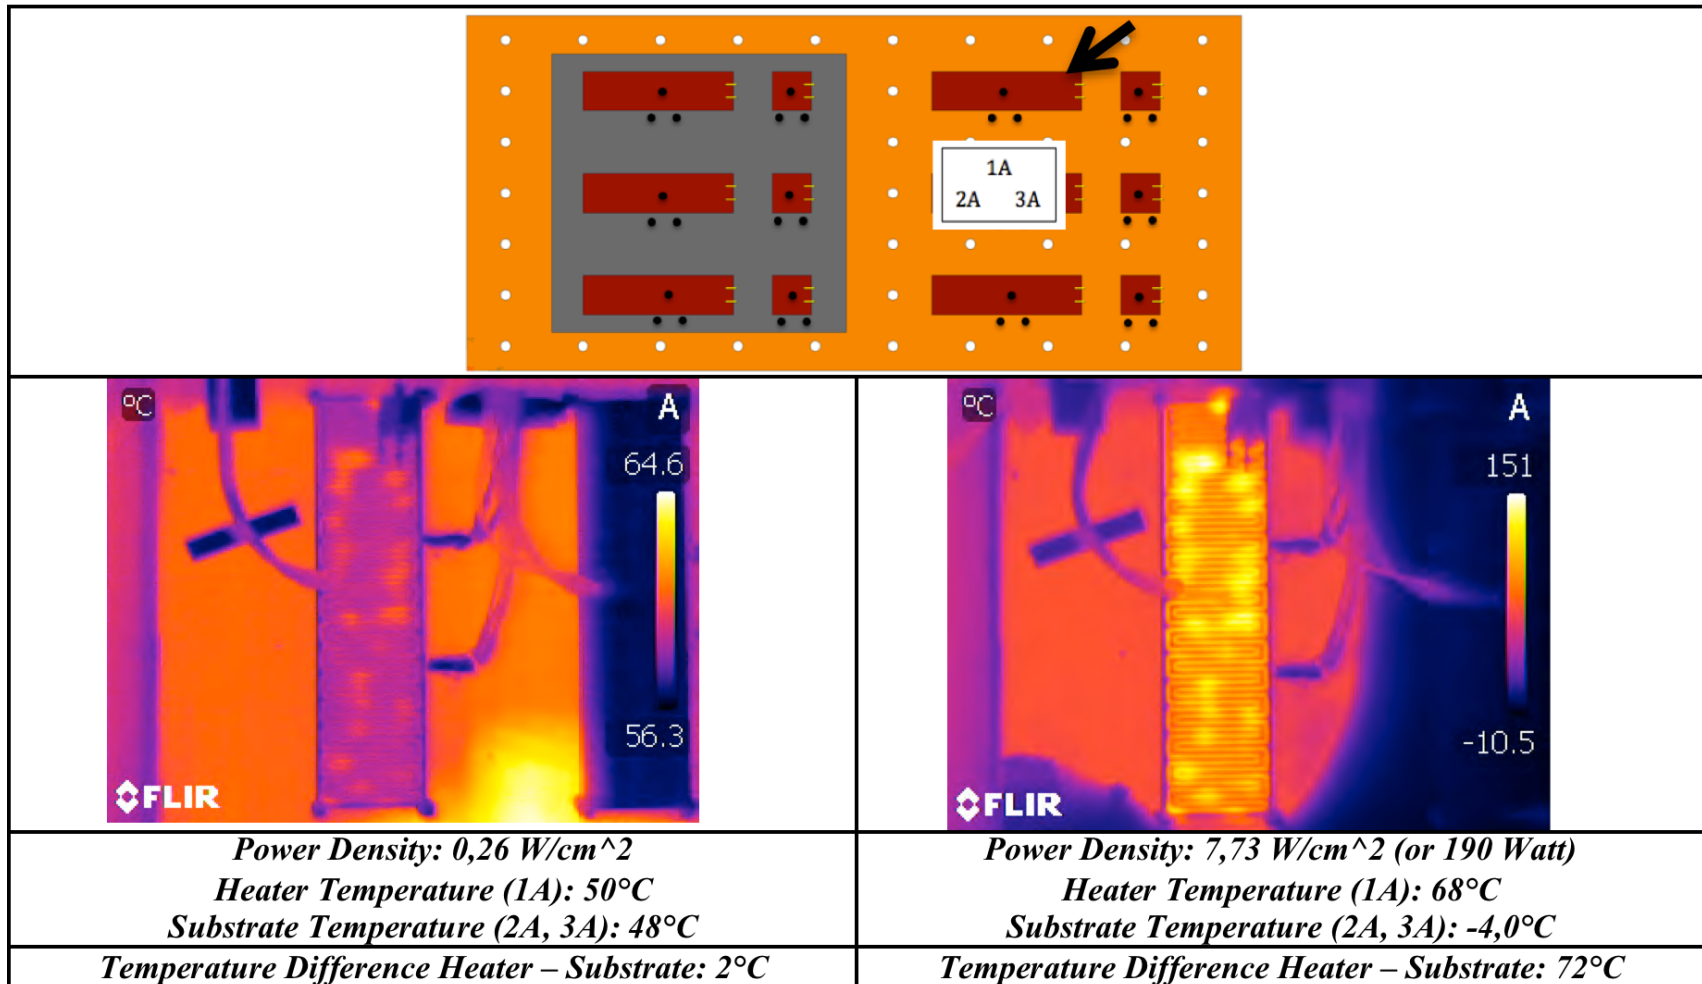 1A
2A 3A
°C A
64.6
56.3
FLIR
°C A
151
-10.5
FLIR
Power Density: 0,26 W/cm^2
Heater Temperature (1A): 50°C
Substrate Temperature (2A, 3A): 48°C
Temperature Difference Heater – Substrate: 2°C
Power Density: 7,73 W/cm^2 (or 190 Watt)
Heater Temperature (1A): 68°C
Substrate Temperature (2A, 3A): -4,0°C
Temperature Difference Heater – Substrate: 72°C